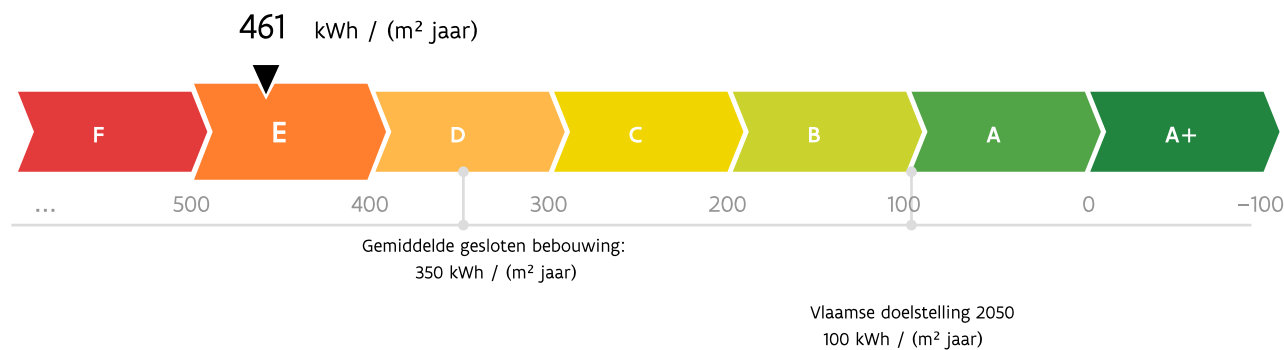 461 kWh / (m² jaar)
F E D C B A A+
... 500 400 300 200 100 0 –100
Gemiddelde gesloten bebouwing:
350 kWh / (m² jaar)
Vlaamse doelstelling 2050
100 kWh / (m² jaar)